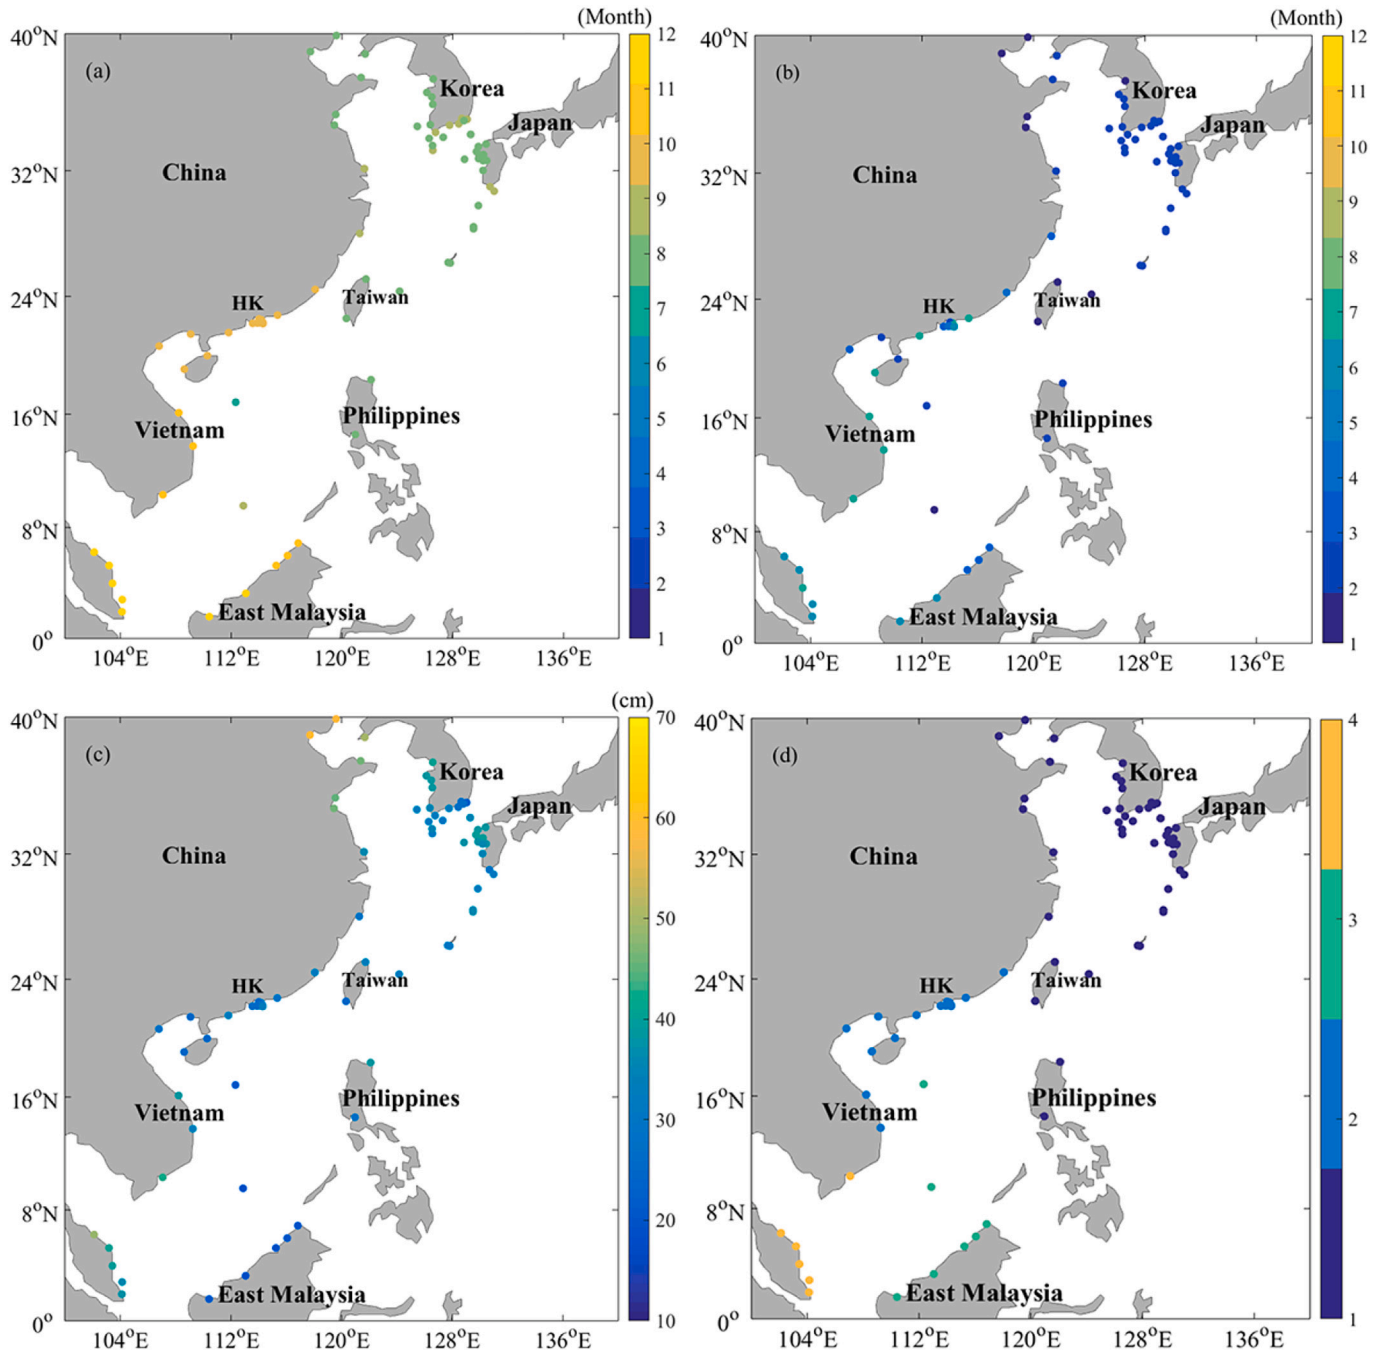 (Month)
(a)
40°N
32°N
24°N
16°N
8°N
0°
104°E 112°E 120°E 128°E 136°E
China
Korea
Japan
HK
Taiwan
Vietnam
Philippines
East Malaysia
12
11
10
9
8
7
6
5
4
3
2
1
(Month)
(b)
40°N
32°N
24°N
16°N
8°N
0°
104°E 112°E 120°E 128°E 136°E
China
Korea
Japan
HK
Taiwan
Vietnam
Philippines
East Malaysia
12
11
10
9
8
7
6
5
4
3
2
1
(cm)
(c)
40°N
32°N
24°N
16°N
8°N
0°
104°E 112°E 120°E 128°E 136°E
China
Korea
Japan
HK
Taiwan
Vietnam
Philippines
East Malaysia
70
60
50
40
30
20
10
(d)
40°N
32°N
24°N
16°N
8°N
0°
104°E 112°E 120°E 128°E 136°E
China
Korea
Japan
HK
Taiwan
Vietnam
Philippines
East Malaysia
4
3
2
1